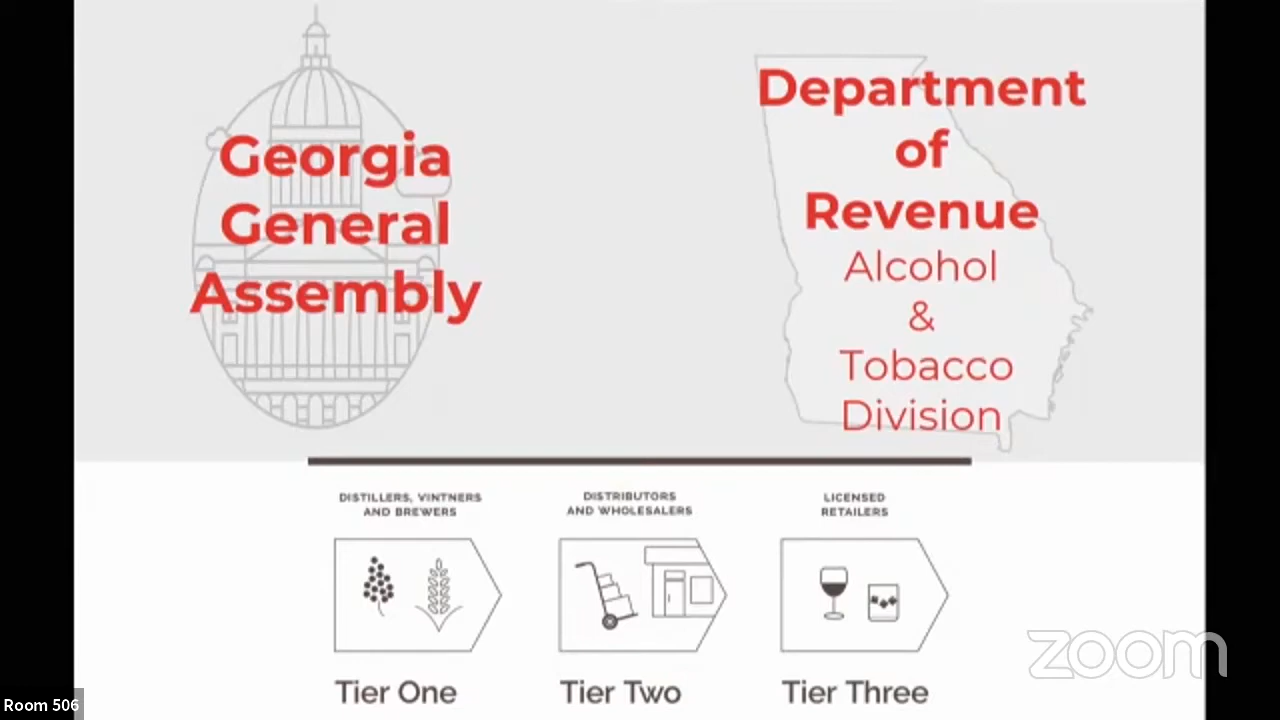 Georgia
General
Assembly
Department
of
Revenue
Alcohol
&
Tobacco
Division
DISTILLERS, VINTNERS
AND BREWERS
DISTRIBUTORS
AND WHOLESALERS
LICENSED
RETAILERS
Tier One
Tier Two
Tier Three
zoom
Room 506